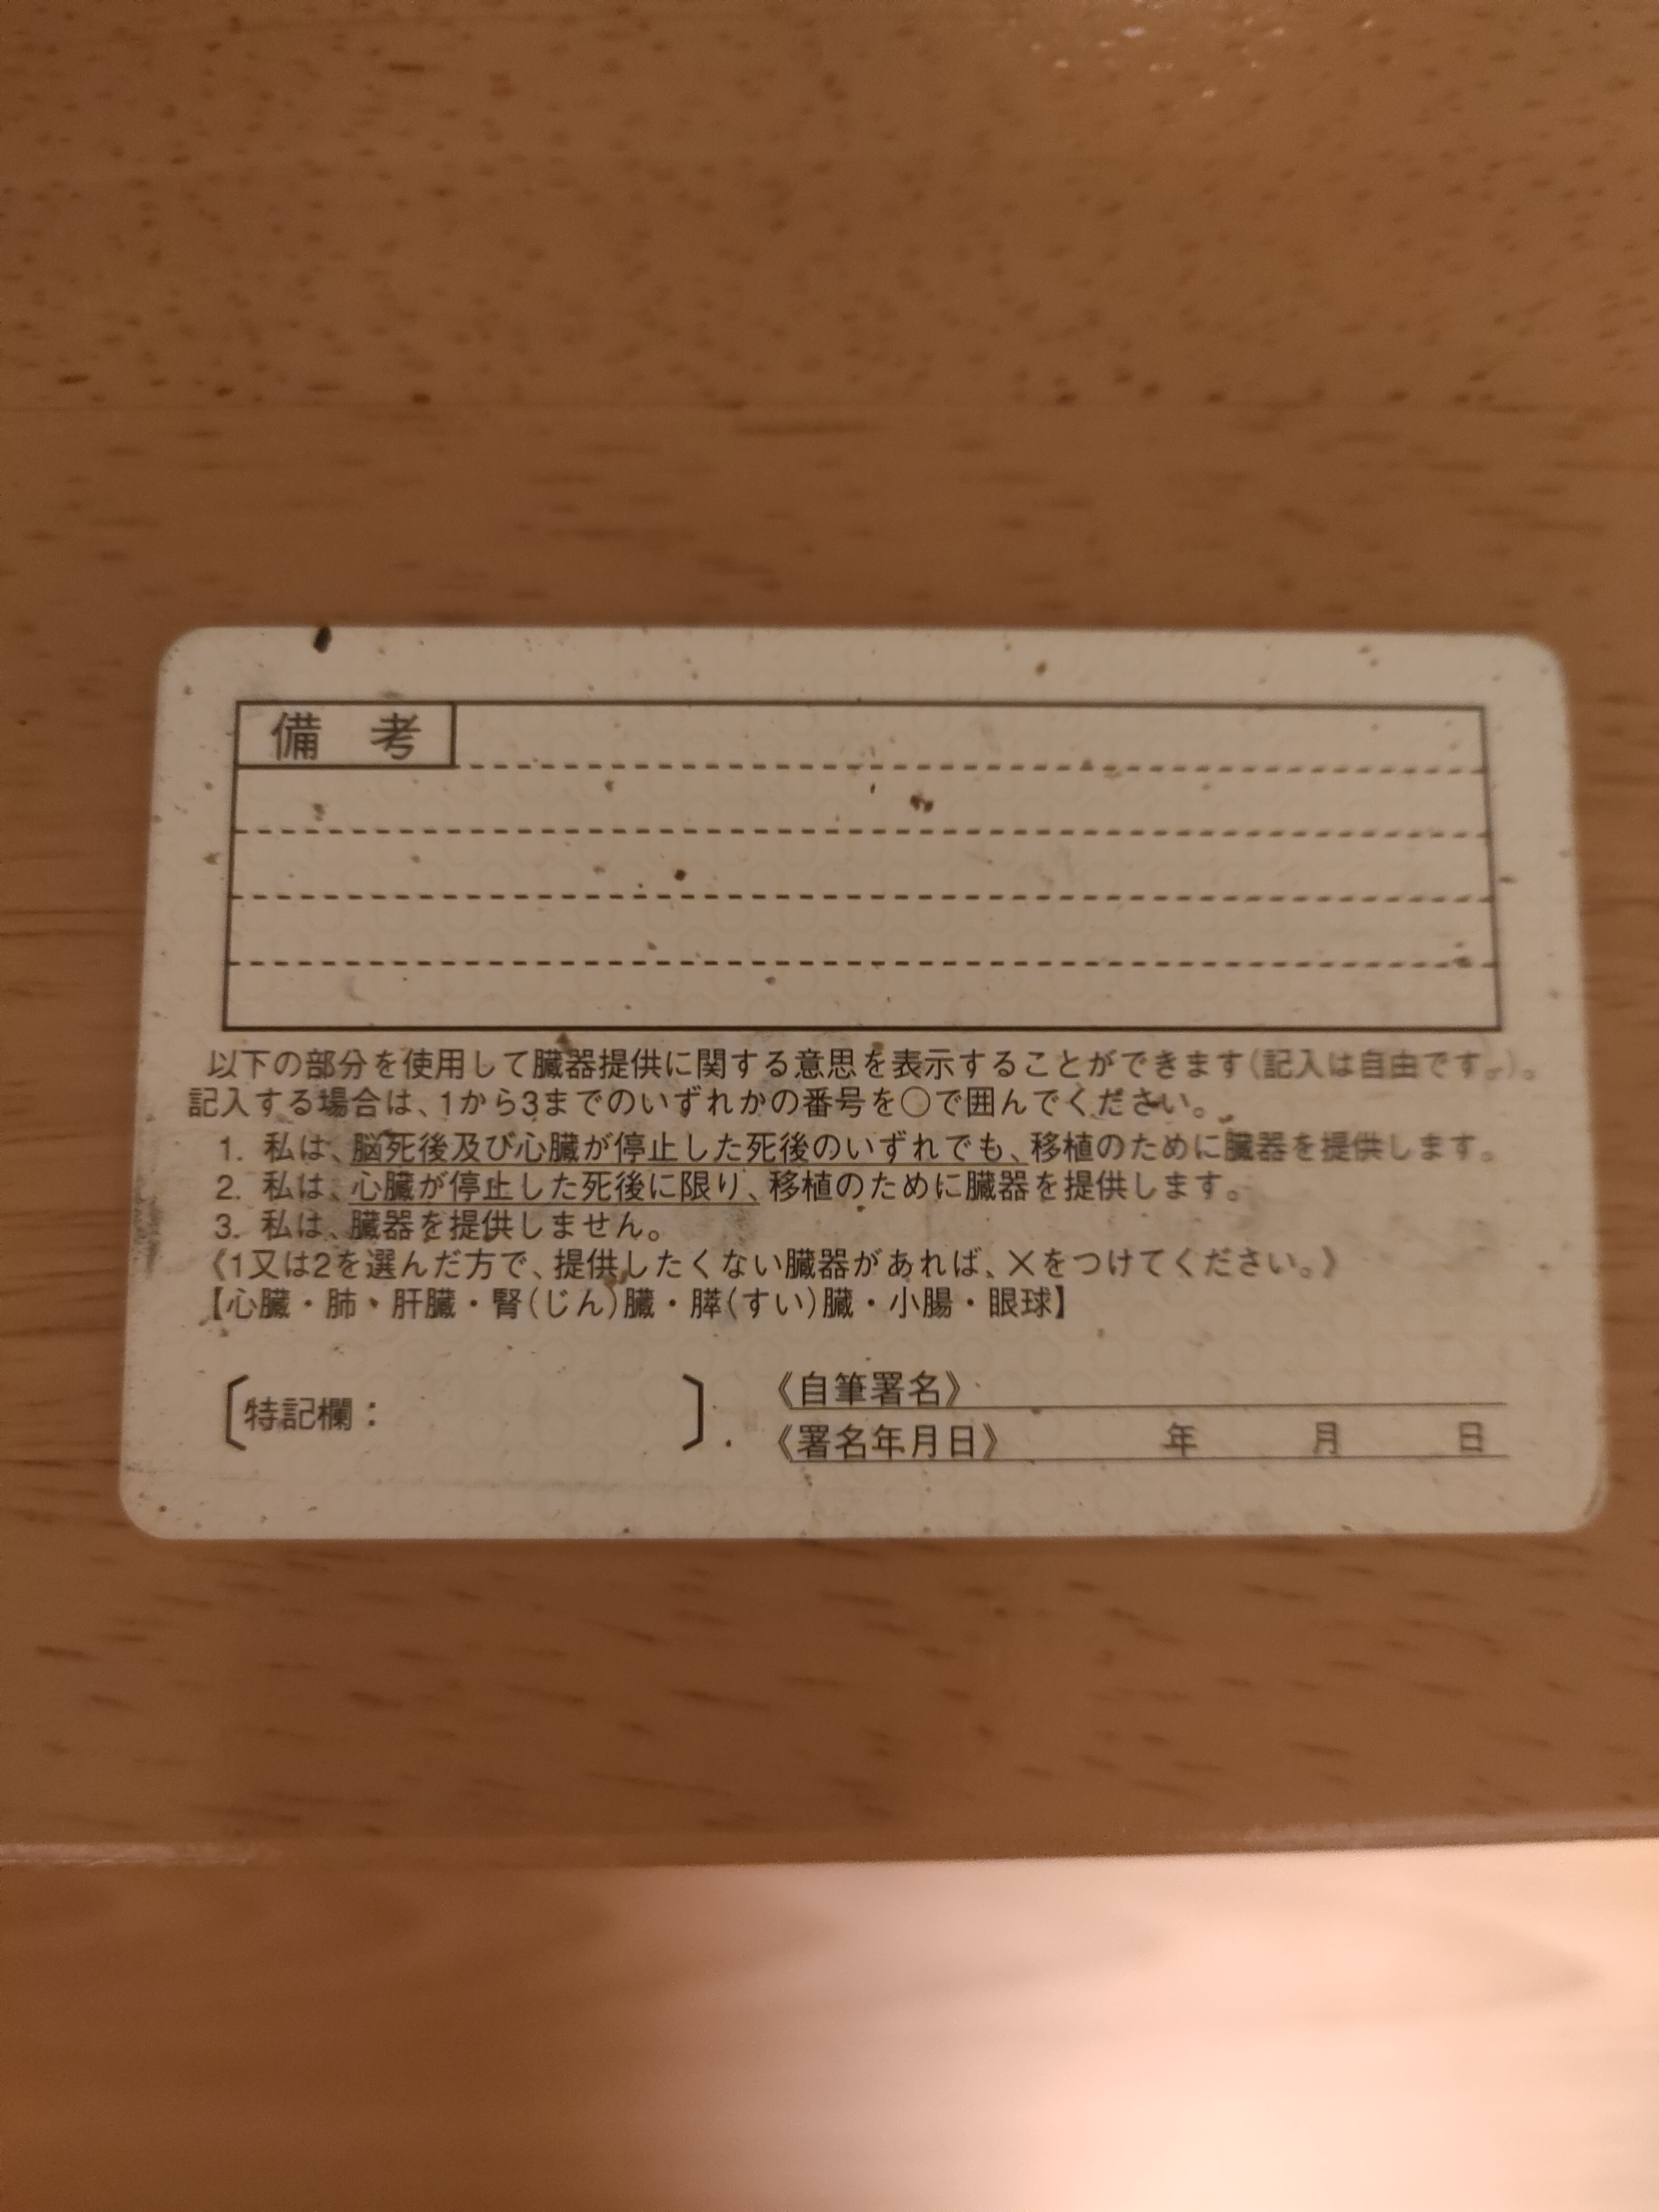 備考
以下の部分を使用して臓器提供に関する意思を表示することができます(記入は自由です。)。
記入する場合は、1から3までのいずれかの番号を○で囲んでください。
1. 私は、脳死後及び心臓が停止した死後のいずれでも、移植のために臓器を提供します。
2. 私は、心臓が停止した死後に限り、移植のために臓器を提供します。
3. 私は、臓器を提供しません。
《1又は2を選んだ方で、提供したくない臓器があれば、×をつけてください。》
【心臓・肺・肝臓・腎(じん)臓・膵(すい)臓・小腸・眼球】
〔特記欄： 〕
《自筆署名》
《署名年月日》 年 月 日